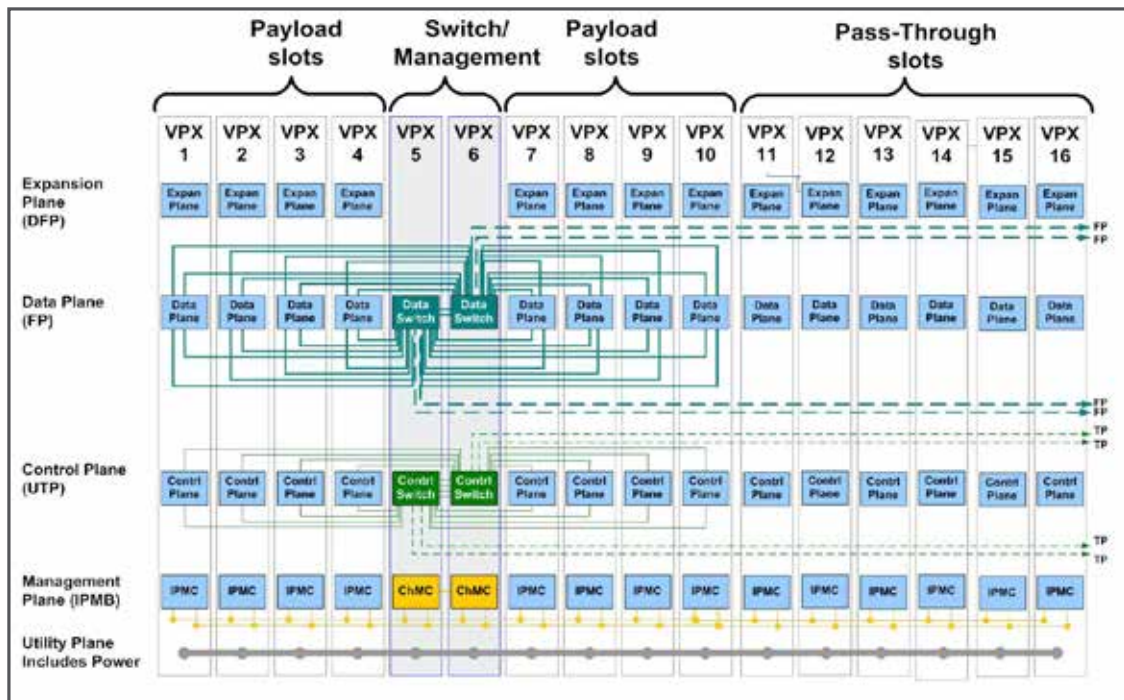 Payload slots
Switch/ Management
Payload slots
Pass-Through slots
VPX 1
VPX 2
VPX 3
VPX 4
VPX 5
VPX 6
VPX 7
VPX 8
VPX 9
VPX 10
VPX 11
VPX 12
VPX 13
VPX 14
VPX 15
VPX 16
Expansion Plane (DFP)
Expan Plane
Expan Plane
Expan Plane
Expan Plane
Expan Plane
Expan Plane
Expan Plane
Expan Plane
Expan Plane
Expan Plane
Expan Plane
Expan Plane
Expan Plane
Expan Plane
FP
FP
Data Plane (FP)
Data Plane
Data Plane
Data Plane
Data Plane
Data Switch
Data Switch
Data Plane
Data Plane
Data Plane
Data Plane
Data Plane
Data Plane
Data Plane
Data Plane
Data Plane
Data Plane
FP
FP
TP
TP
Control Plane (UTP)
Contrl Plane
Contrl Plane
Contrl Plane
Contrl Plane
Contrl Switch
Contrl Switch
Contrl Plane
Contrl Plane
Contrl Plane
Contrl Plane
Contrl Plane
Contrl Plane
Contrl Plane
Contrl Plane
Contrl Plane
Contrl Plane
TP
TP
Management Plane (IPMB)
IPMC
IPMC
IPMC
IPMC
ChMC
ChMC
IPMC
IPMC
IPMC
IPMC
IPMC
IPMC
IPMC
IPMC
IPMC
IPMC
Utility Plane Includes Power